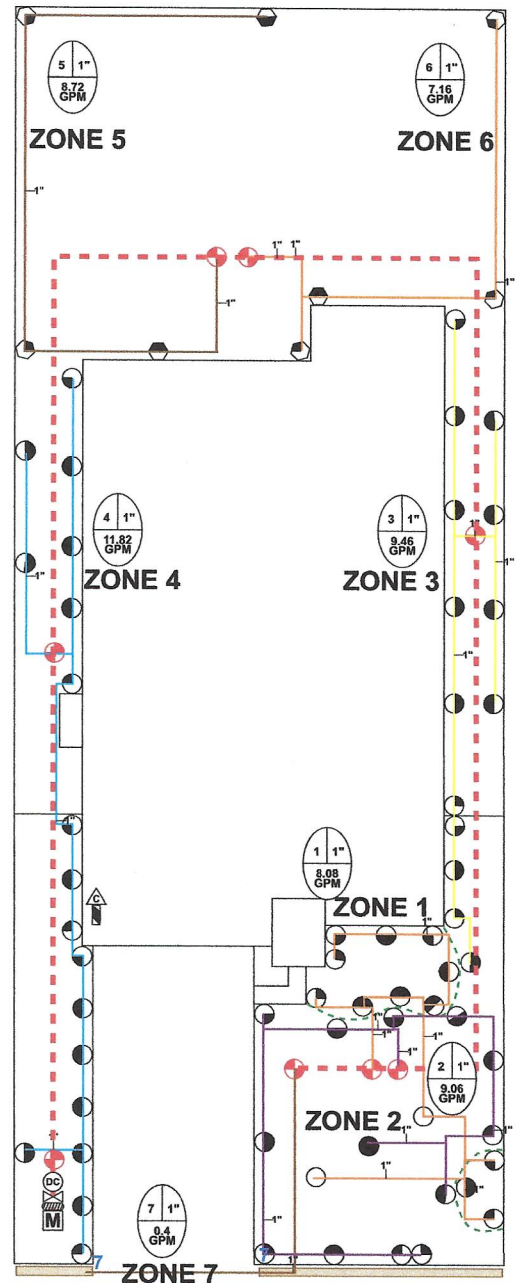 5 1"
8.72
GPM
ZONE 5
6 1"
7.16
GPM
ZONE 6
1"
1" 1"
1"
1"
4 1"
11.82
GPM
ZONE 4
3 1"
9.46
GPM
ZONE 3
1"
1"
1"
1"
1"
C
1 1"
8.08
GPM
ZONE 1
1"
1"
1"
1"
2 1"
9.06
GPM
ZONE 2
1"
1"
1"
DC
M
7 1"
0.4
GPM
7
7
1"
ZONE 7